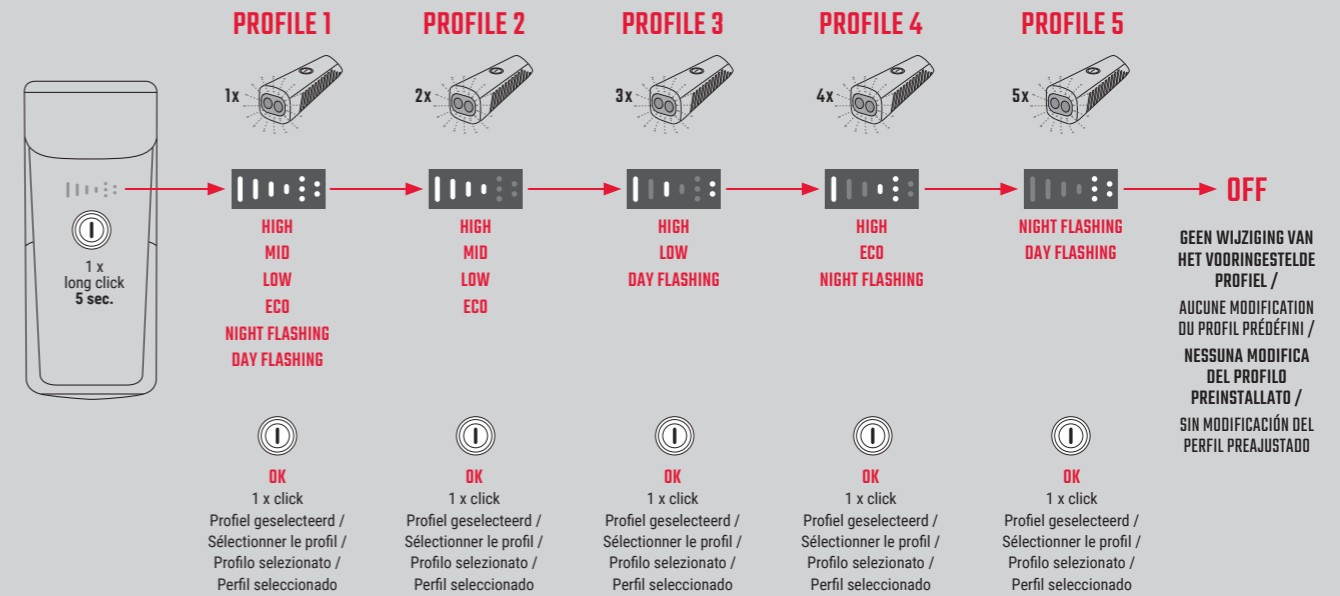 PROFILE 1
PROFILE 2
PROFILE 3
PROFILE 4
PROFILE 5
1x
2x
3x
4x
5x
1 x
long click
5 sec.
HIGH
MID
LOW
ECO
NIGHT FLASHING
DAY FLASHING
HIGH
MID
LOW
ECO
HIGH
LOW
DAY FLASHING
HIGH
ECO
NIGHT FLASHING
NIGHT FLASHING
DAY FLASHING
OFF
GEEN WIJZIGING VAN
HET VOORINGESTELDE
PROFIEL /
AUCUNE MODIFICATION
DU PROFIL PRÉDÉFINI /
NESSUNA MODIFICA
DEL PROFILO
PREINSTALLATO /
SIN MODIFICACIÓN DEL
PERFIL PREAJUSTADO
OK
1 x click
Profiel geselecteerd /
Sélectionner le profil /
Profilo selezionato /
Perfil seleccionado
OK
1 x click
Profiel geselecteerd /
Sélectionner le profil /
Profilo selezionato /
Perfil seleccionado
OK
1 x click
Profiel geselecteerd /
Sélectionner le profil /
Profilo selezionato /
Perfil seleccionado
OK
1 x click
Profiel geselecteerd /
Sélectionner le profil /
Profilo selezionato /
Perfil seleccionado
OK
1 x click
Profiel geselecteerd /
Sélectionner le profil /
Profilo selezionato /
Perfil seleccionado